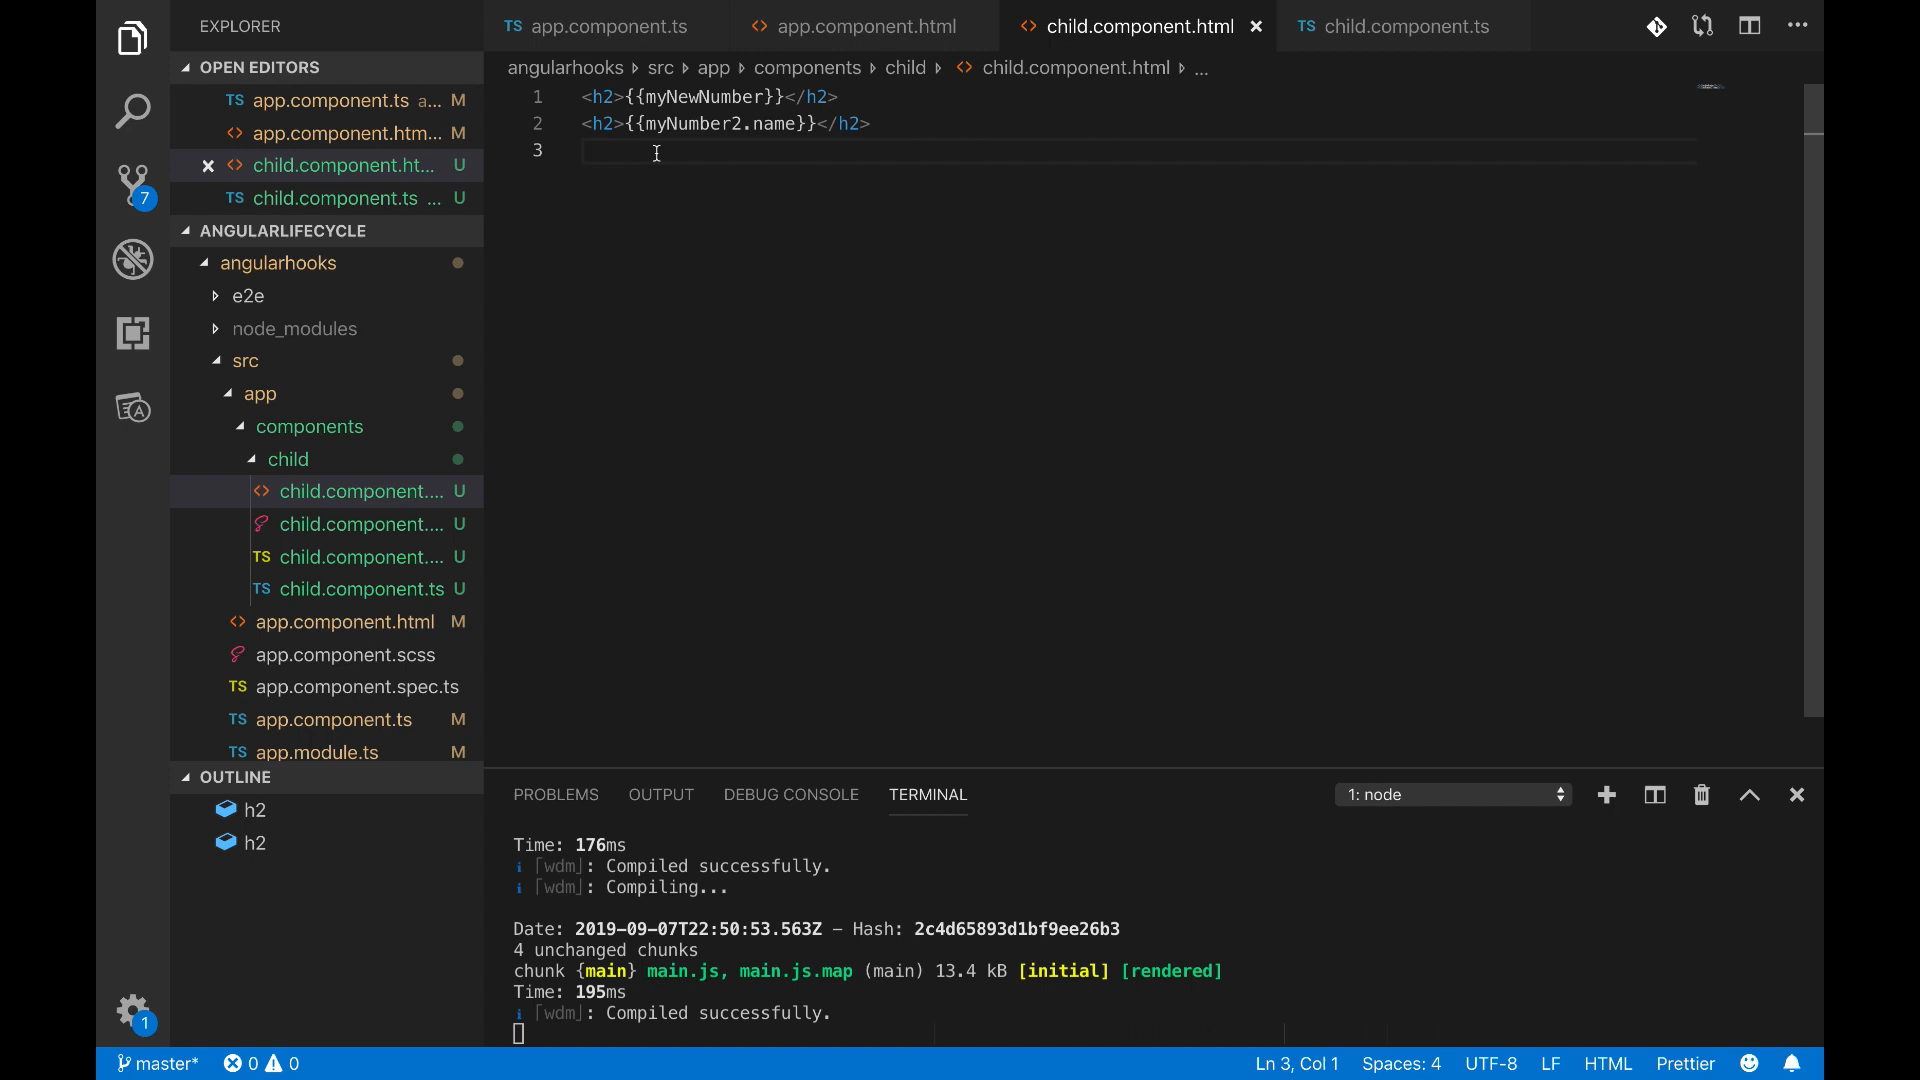 EXPLORER
OPEN EDITORS
TS app.component.ts a... M
<> app.component.htm... M
<> child.component.ht... U
TS child.component.ts ... U
ANGULARLIFECYCLE
angularhooks
e2e
node_modules
src
app
components
child
<> child.component.... U
child.component.... U
TS child.component.... U
TS child.component.ts U
<> app.component.html M
app.component.scss
TS app.component.spec.ts
TS app.component.ts M
TS app.module.ts M
OUTLINE
h2
h2
7
1
TS app.component.ts
<> app.component.html
<> child.component.html
TS child.component.ts
angularhooks src app components child <> child.component.html ...
1 <h2>{{myNewNumber}}</h2>
2 <h2>{{myNumber2.name}}</h2>
3
PROBLEMS OUTPUT DEBUG CONSOLE TERMINAL 1: node
Time: 176ms
i ｢wdm｣: Compiled successfully.
i ｢wdm｣: Compiling...
Date: 2019-09-07T22:50:53.563Z - Hash: 2c4d65893d1bf9ee26b3
4 unchanged chunks
chunk {main} main.js, main.js.map (main) 13.4 kB [initial] [rendered]
Time: 195ms
i ｢wdm｣: Compiled successfully.
master* 0 0 Ln 3, Col 1 Spaces: 4 UTF-8 LF HTML Prettier